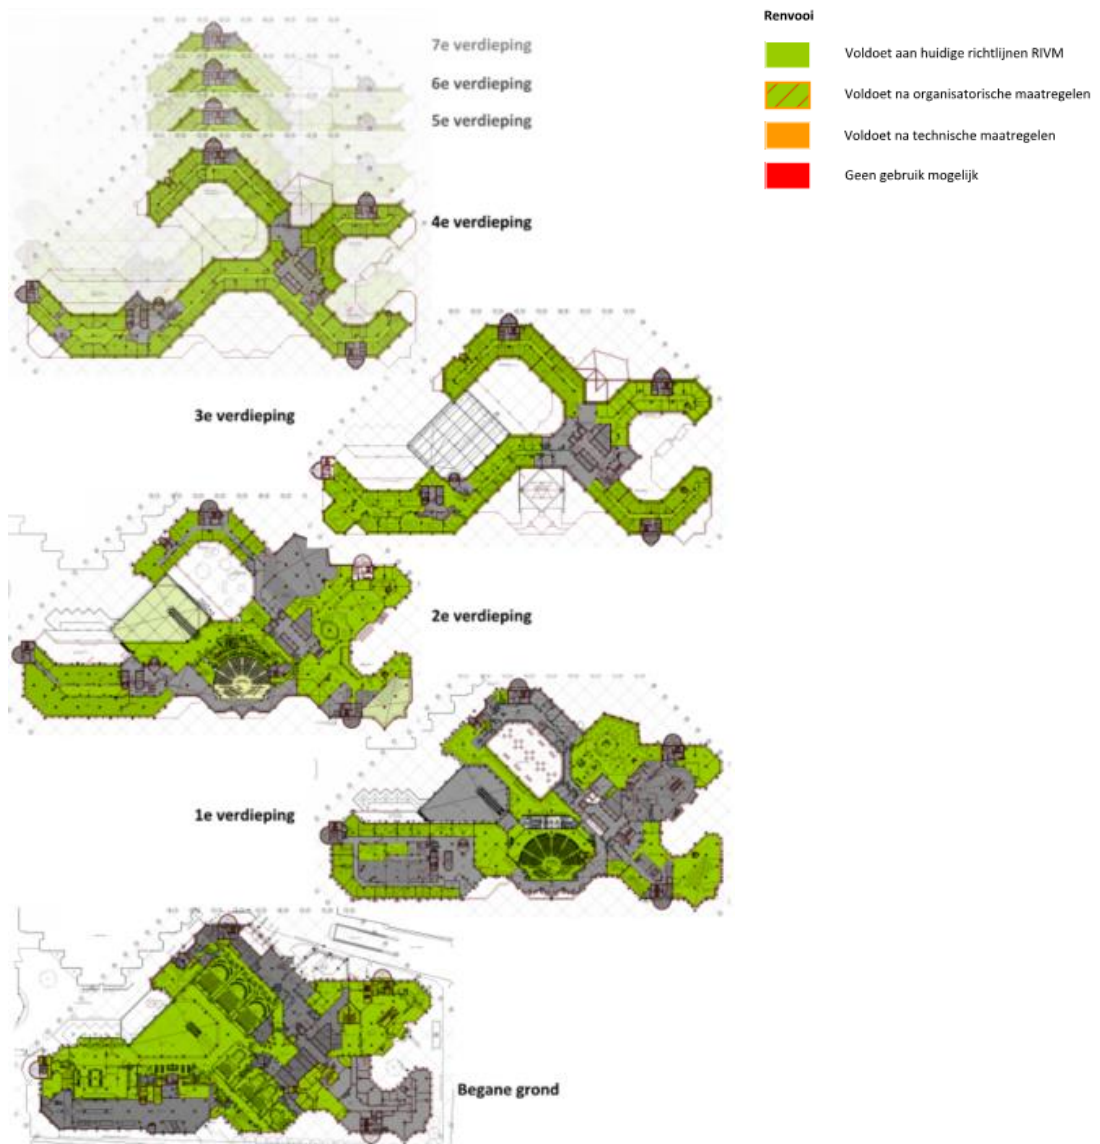 Renvooi
Voldoet aan huidige richtlijnen RIVM
Voldoet na organisatorische maatregelen
Voldoet na technische maatregelen
Geen gebruik mogelijk
7e verdieping
6e verdieping
5e verdieping
4e verdieping
3e verdieping
2e verdieping
1e verdieping
Begane grond